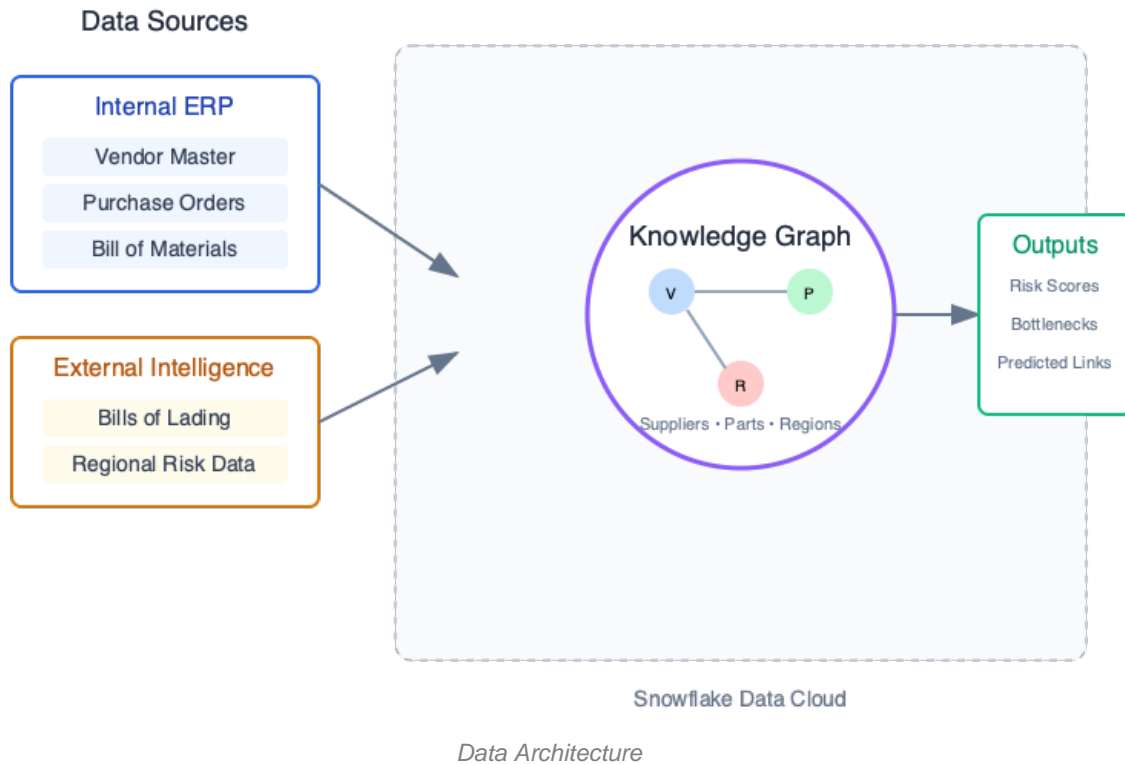 Data Sources
Internal ERP
Vendor Master
Purchase Orders
Bill of Materials
External Intelligence
Bills of Lading
Regional Risk Data
Knowledge Graph
V
P
R
Suppliers • Parts • Regions
Outputs
Risk Scores
Bottlenecks
Predicted Links
Snowflake Data Cloud
Data Architecture